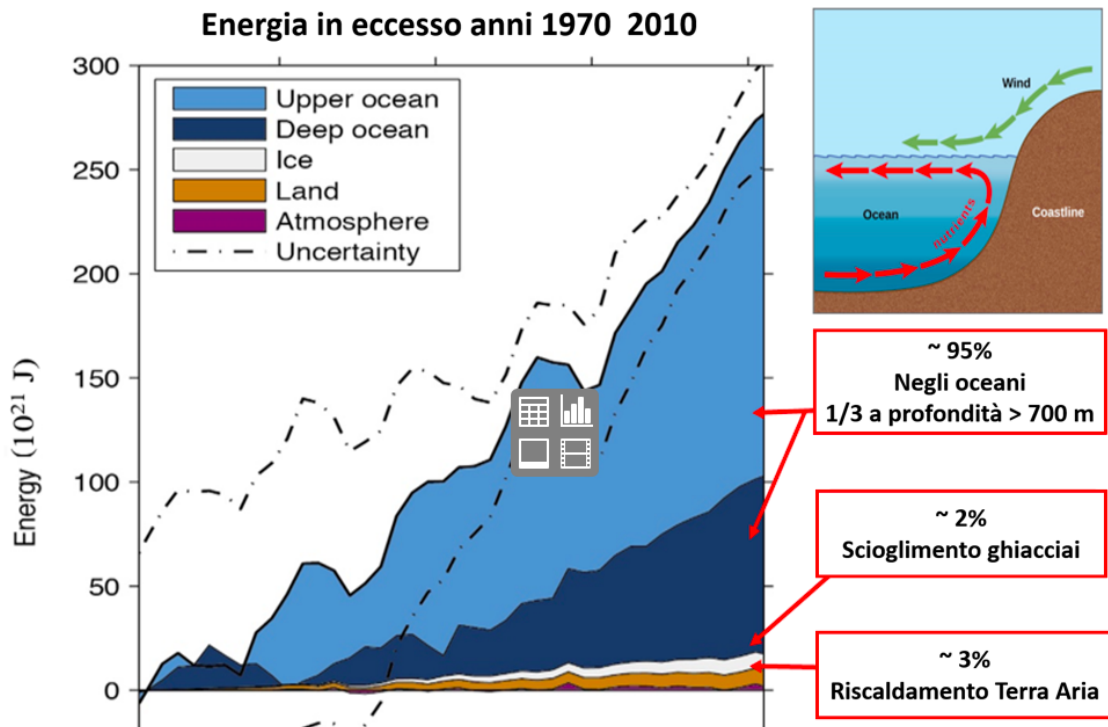 Energia in eccesso anni 1970 2010
300
250
200
150
100
50
0
Energy (10²¹ J)
Upper ocean
Deep ocean
Ice
Land
Atmosphere
Uncertainty
Wind
Ocean
nutrients
Coastline
~ 95%
Negli oceani
1/3 a profondità > 700 m
~ 2%
Scioglimento ghiacciai
~ 3%
Riscaldamento Terra Aria